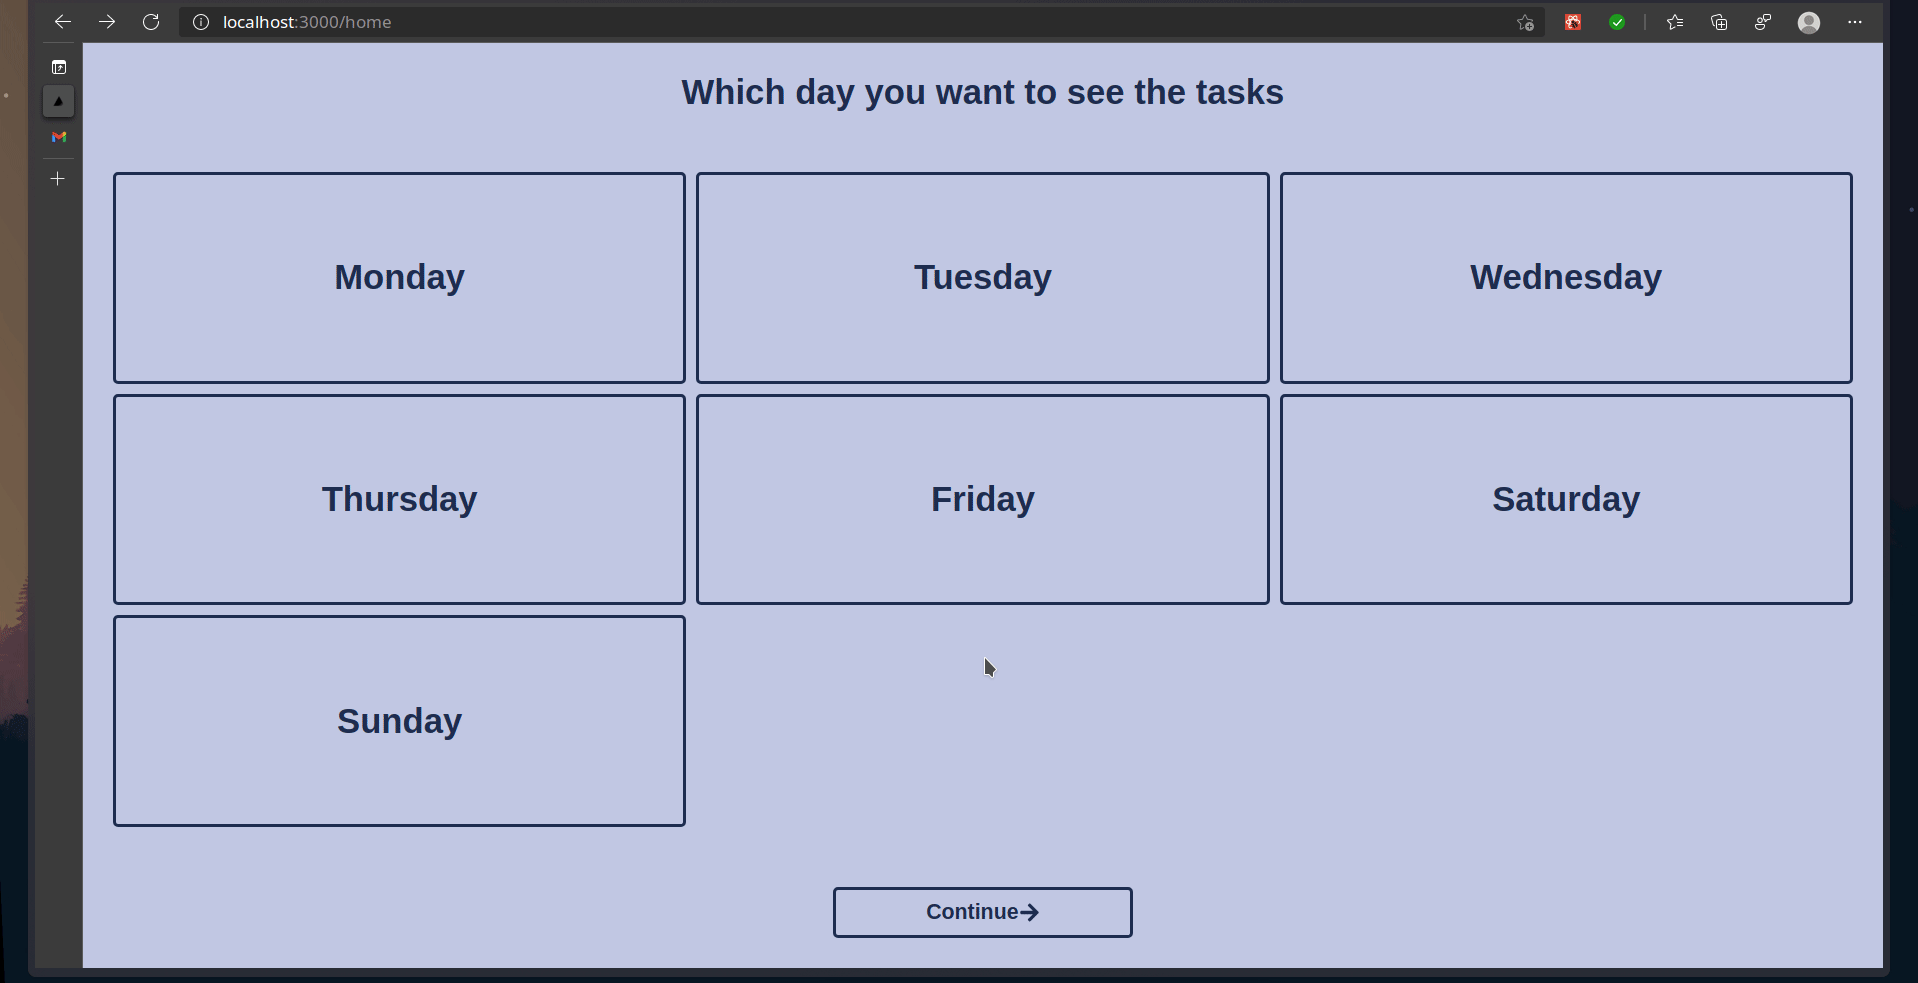 localhost:3000/home
Which day you want to see the tasks
Monday
Tuesday
Wednesday
Thursday
Friday
Saturday
Sunday
Continue